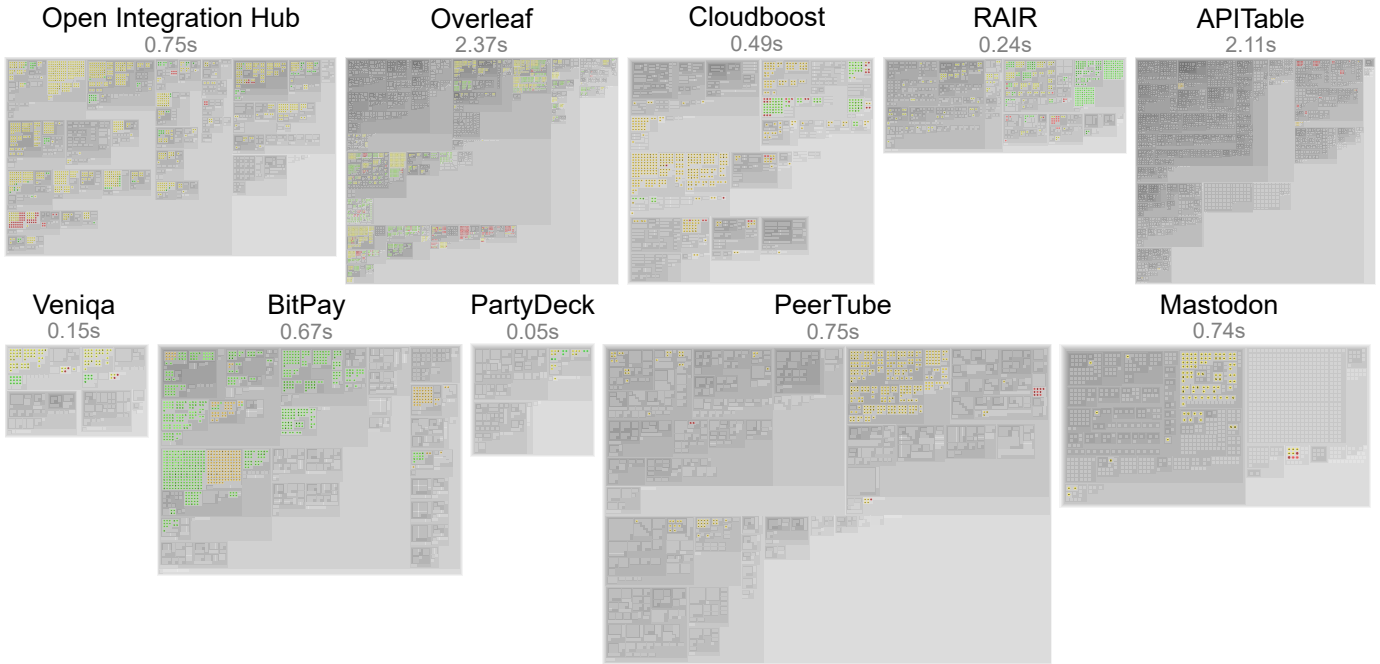 Open Integration Hub
0.75s
Overleaf
2.37s
Cloudboost
0.49s
RAIR
0.24s
APITable
2.11s
Veniqa
0.15s
BitPay
0.67s
PartyDeck
0.05s
PeerTube
0.75s
Mastodon
0.74s